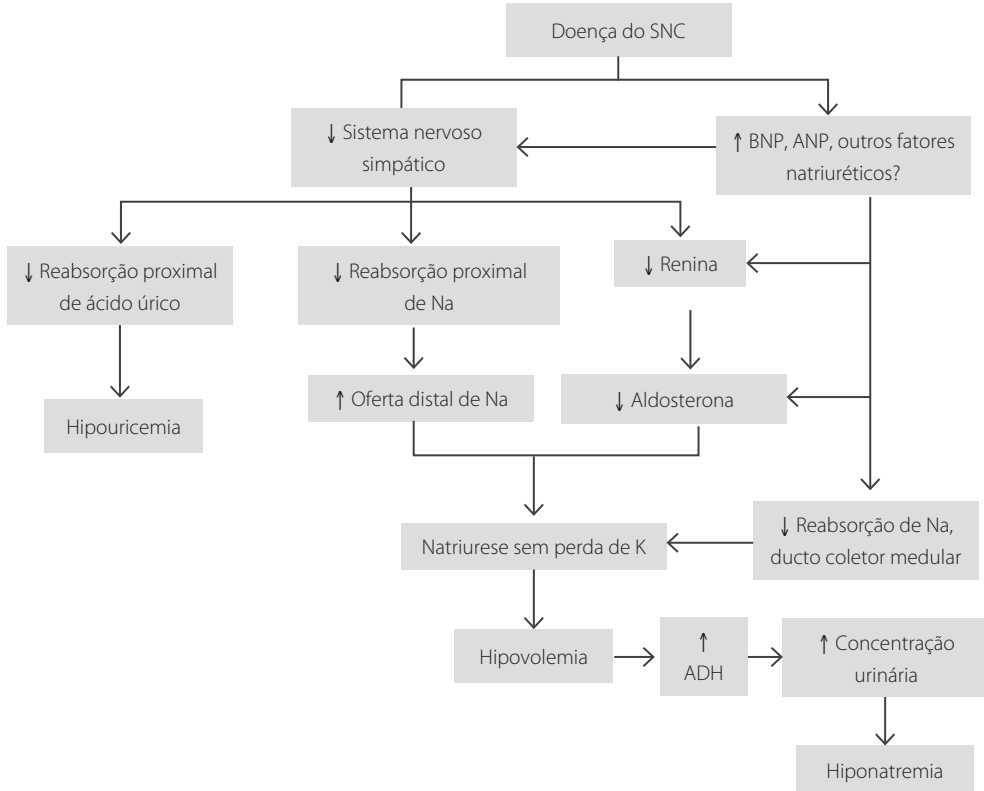 Doença do SNC
↓ Sistema nervoso
simpático
↑ BNP, ANP, outros fatores
natriuréticos?
↓ Reabsorção proximal
de ácido úrico
↓ Reabsorção proximal
de Na
↓ Renina
Hipouricemia
↑ Oferta distal de Na
↓ Aldosterona
Natriurese sem perda de K
↓ Reabsorção de Na,
ducto coletor medular
Hipovolemia
↑
ADH
↑ Concentração
urinária
Hiponatremia